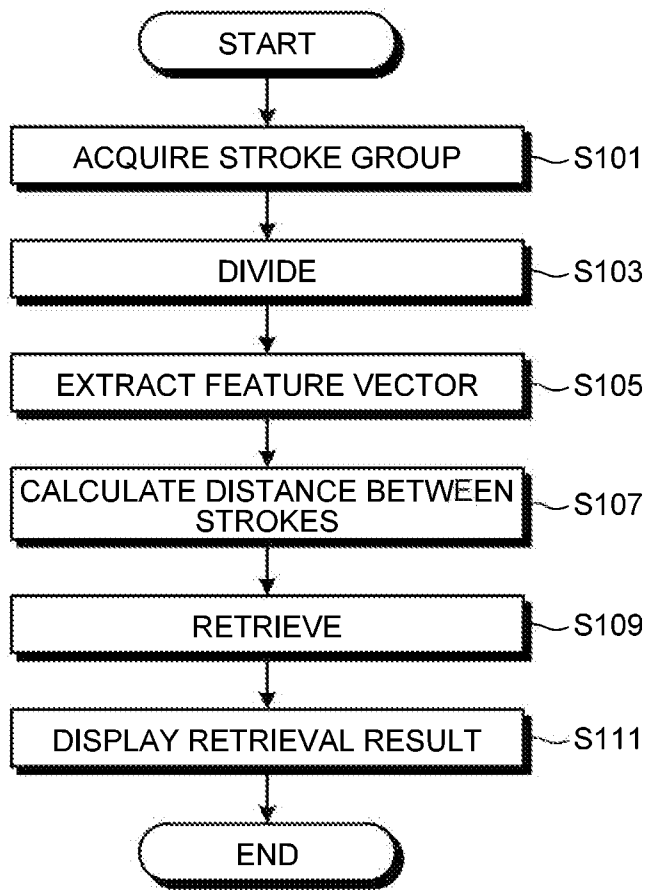 START
ACQUIRE STROKE GROUP
S101
DIVIDE
S103
EXTRACT FEATURE VECTOR
S105
CALCULATE DISTANCE BETWEEN
STROKES
S107
RETRIEVE
S109
DISPLAY RETRIEVAL RESULT
S111
END